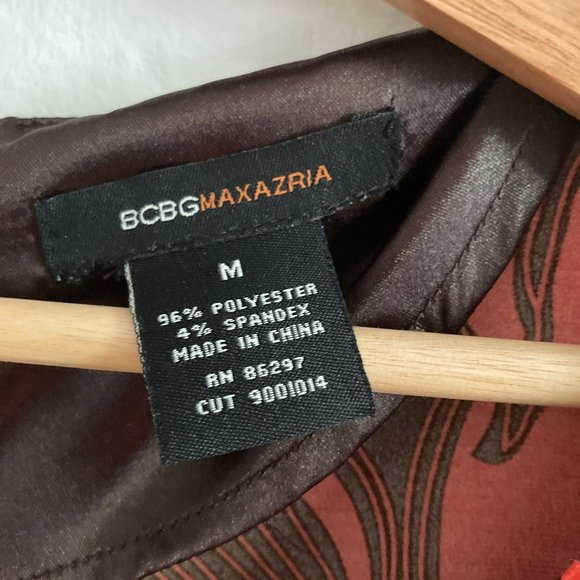 BCBGMAXAZRIA
M
96% POLYESTER
4% SPANDEX
MADE IN CHINA
RN 86297
CUT 9001014